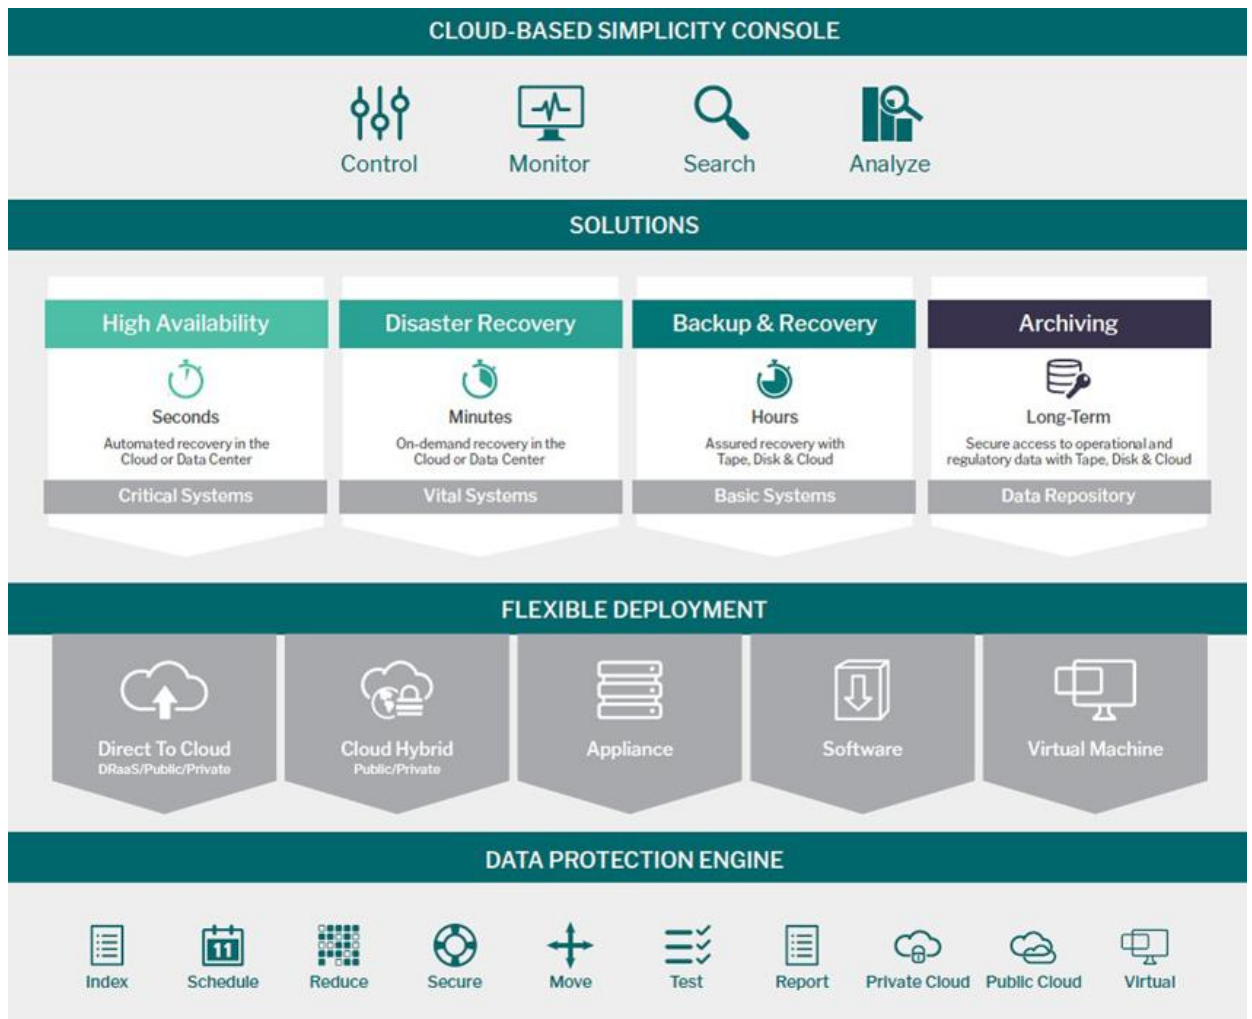 CLOUD-BASED SIMPLICITY CONSOLE
Control
Monitor
Search
Analyze
SOLUTIONS
High Availability
Seconds
Automated recovery in the
Cloud or Data Center
Critical Systems
Disaster Recovery
Minutes
On-demand recovery in the
Cloud or Data Center
Vital Systems
Backup & Recovery
Hours
Assured recovery with
Tape, Disk & Cloud
Basic Systems
Archiving
Long-Term
Secure access to operational and
regulatory data with Tape, Disk & Cloud
Data Repository
FLEXIBLE DEPLOYMENT
Direct To Cloud
DRaaS/Public/Private
Cloud Hybrid
Public/Private
Appliance
Software
Virtual Machine
DATA PROTECTION ENGINE
Index
11
Schedule
Reduce
Secure
Move
Test
Report
Private Cloud
Public Cloud
Virtual